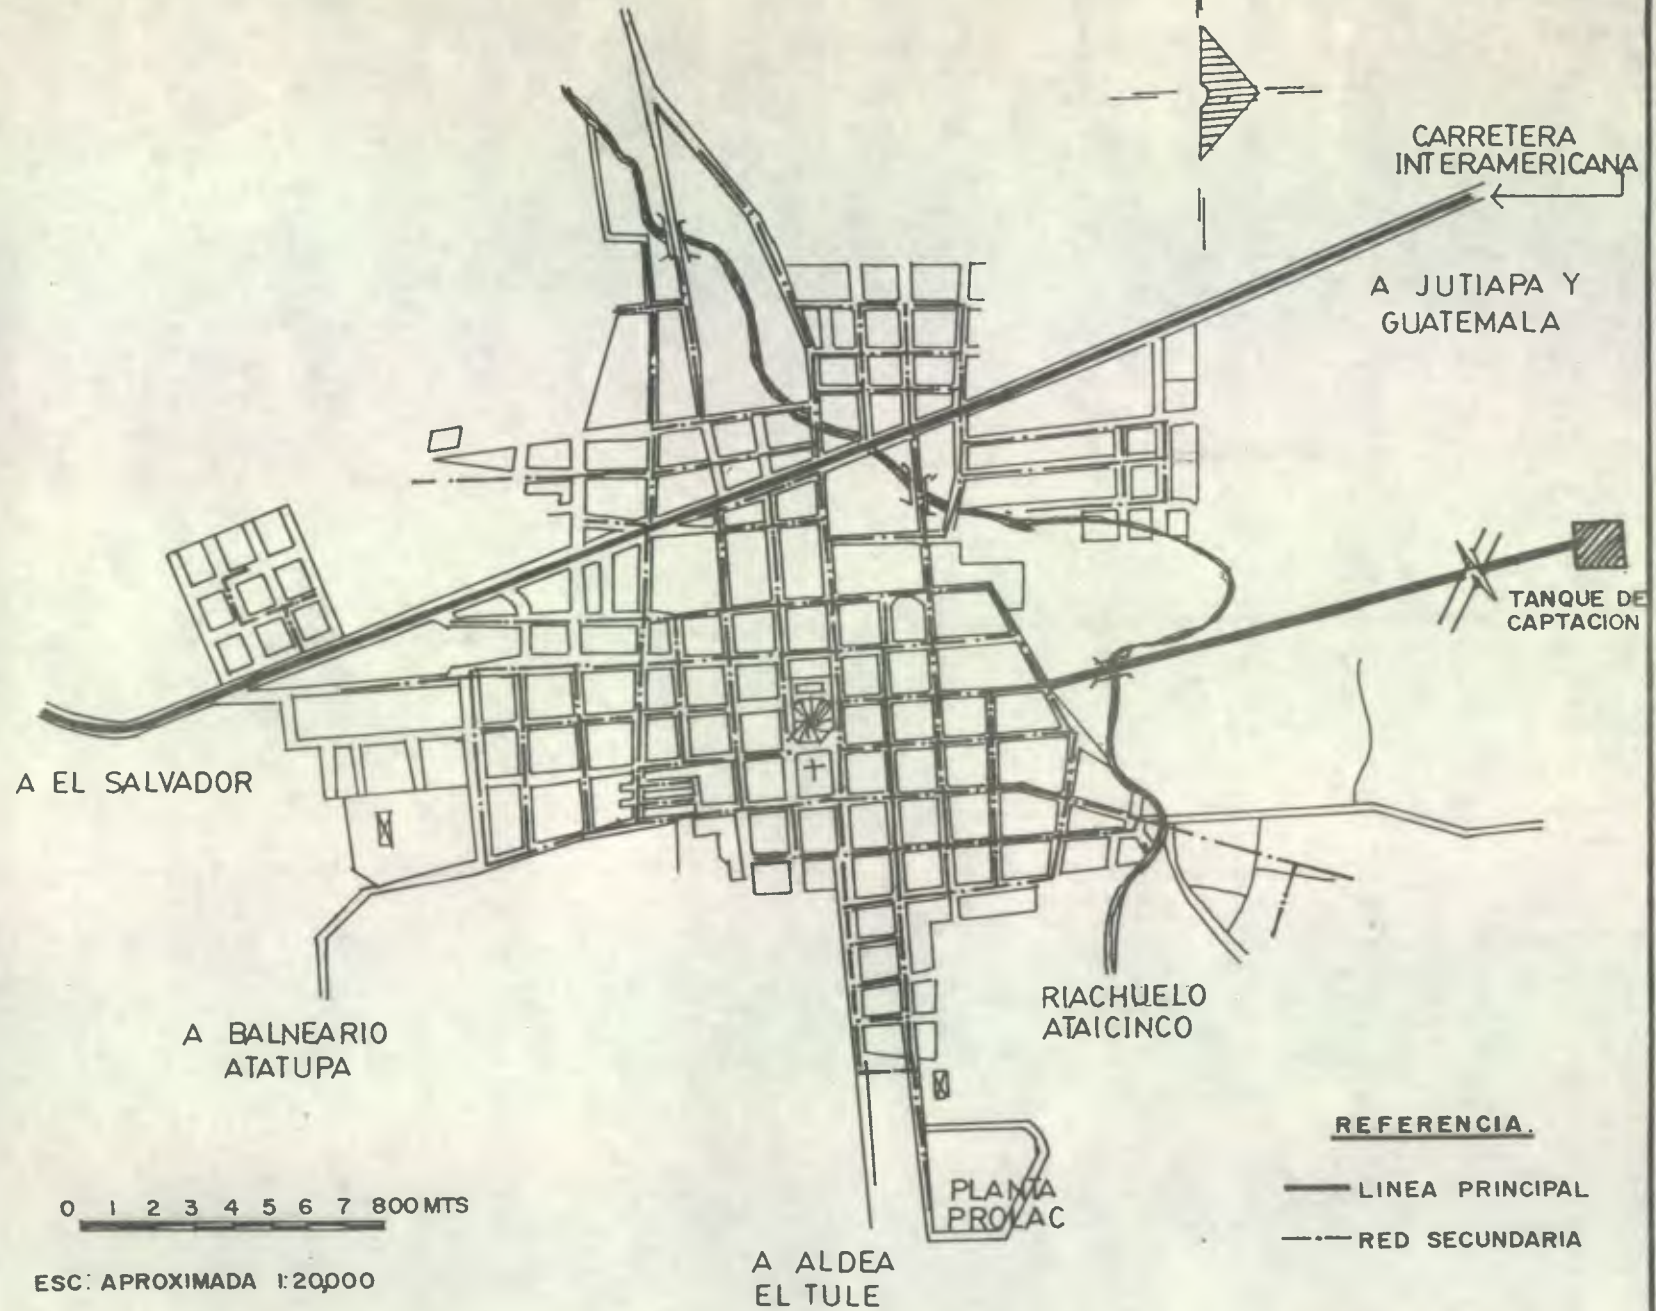 CARRETERA
INTERAMERICANA
A JUTIAPA Y
GUATEMALA
TANQUE DE
CAPTACION
A EL SALVADOR
A BALNEARIO
ATATUPA
RIACHUELO
ATAICINCO
PLANTA
PROLAC
A ALDEA
EL TULE
0 1 2 3 4 5 6 7 800 MTS
ESC: APROXIMADA 1:20,000
REFERENCIA.
LINEA PRINCIPAL
RED SECUNDARIA